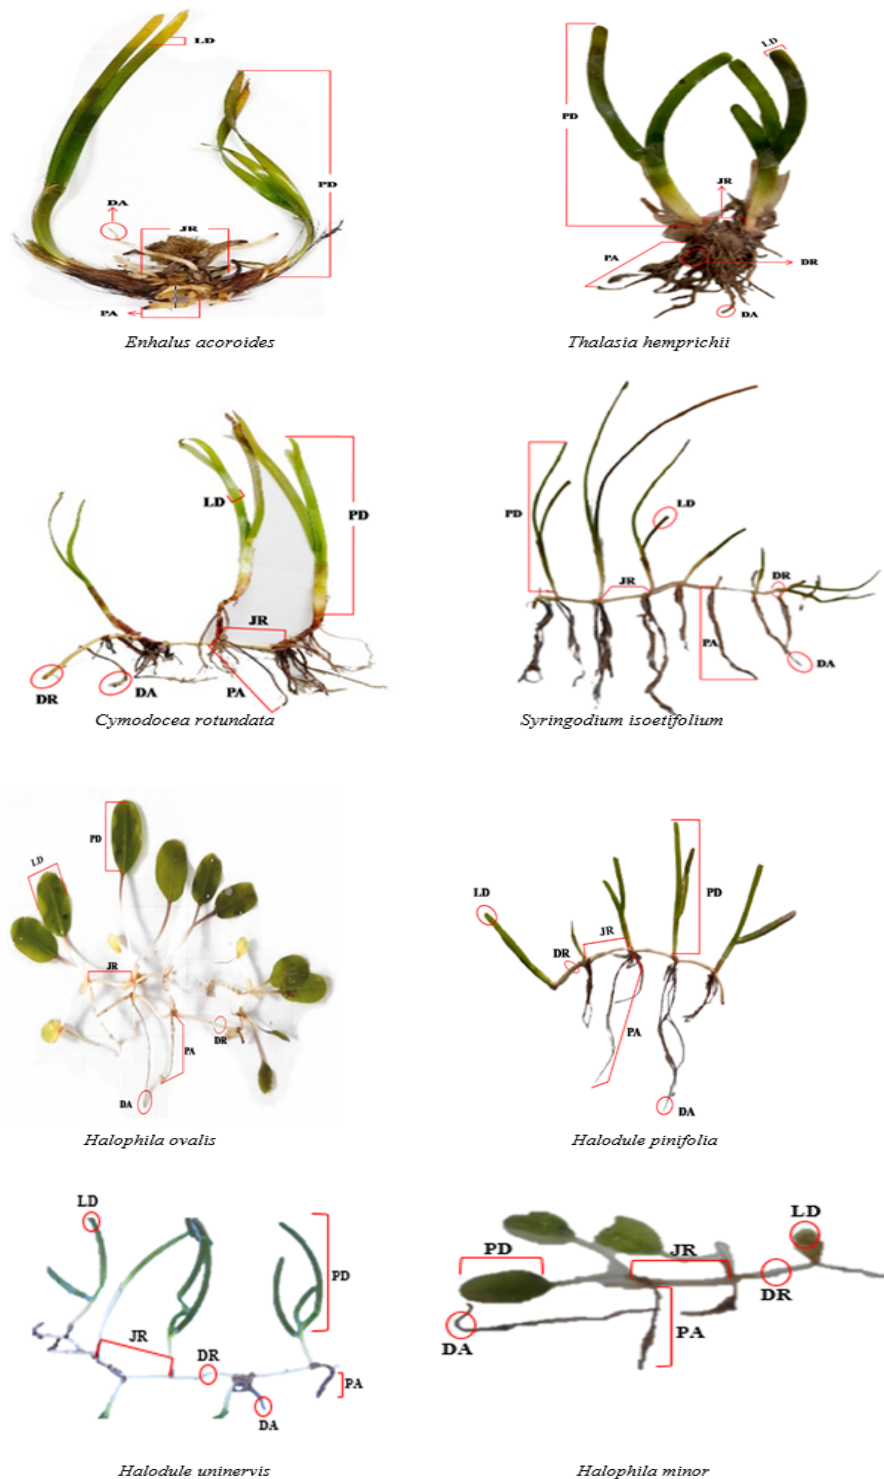 LD
PD
DA
JR
PA
Enhalus acoroides
LD
PD
JR
PA
DR
DA
Thalasia hemprichii
LD
PD
JR
DR
DA
PA
Cymodocea rotundata
PD
LD
JR
DR
PA
DA
Syringodium isoetifolium
PD
LD
JR
DR
PA
DA
Halophila ovalis
LD
PD
JR
DR
PA
DA
Halodule pinifolia
LD
PD
JR
DR
PA
DA
Halodule uninervis
LD
PD
JR
DR
PA
DA
Halophila minor